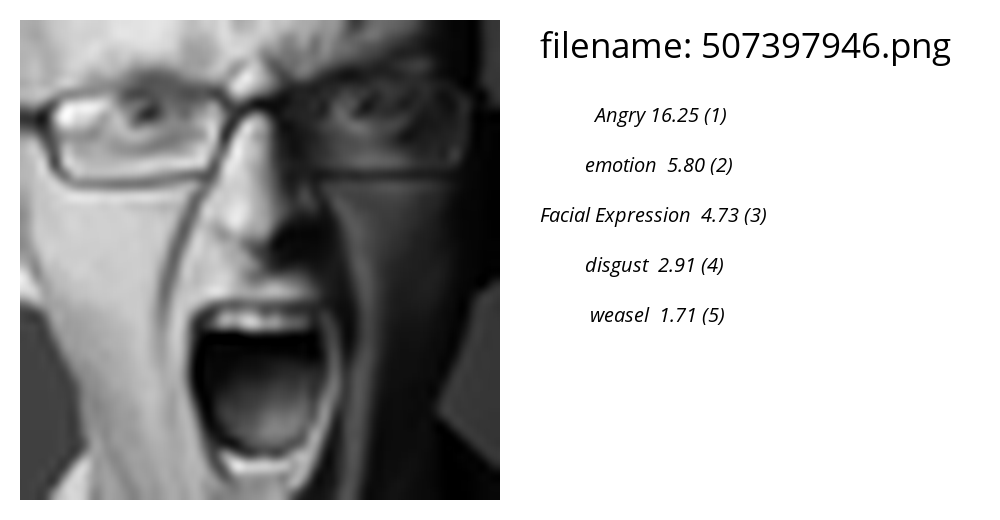 filename: 507397946.png
Angry 16.25 (1)
emotion 5.80 (2)
Facial Expression 4.73 (3)
disgust 2.91 (4)
weasel 1.71 (5)